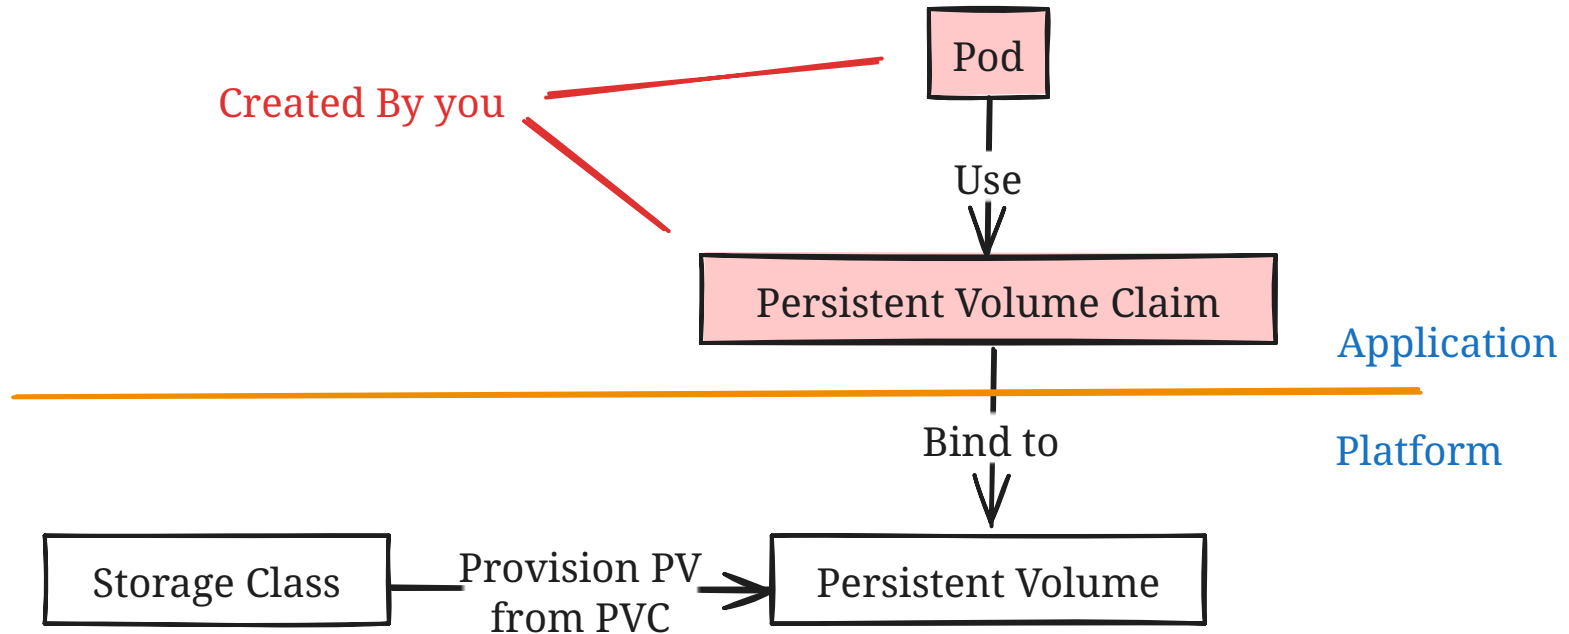 Pod
Created By you
Use
Persistent Volume Claim
Application
Bind to
Platform
Storage Class
Provision PV
from PVC
Persistent Volume